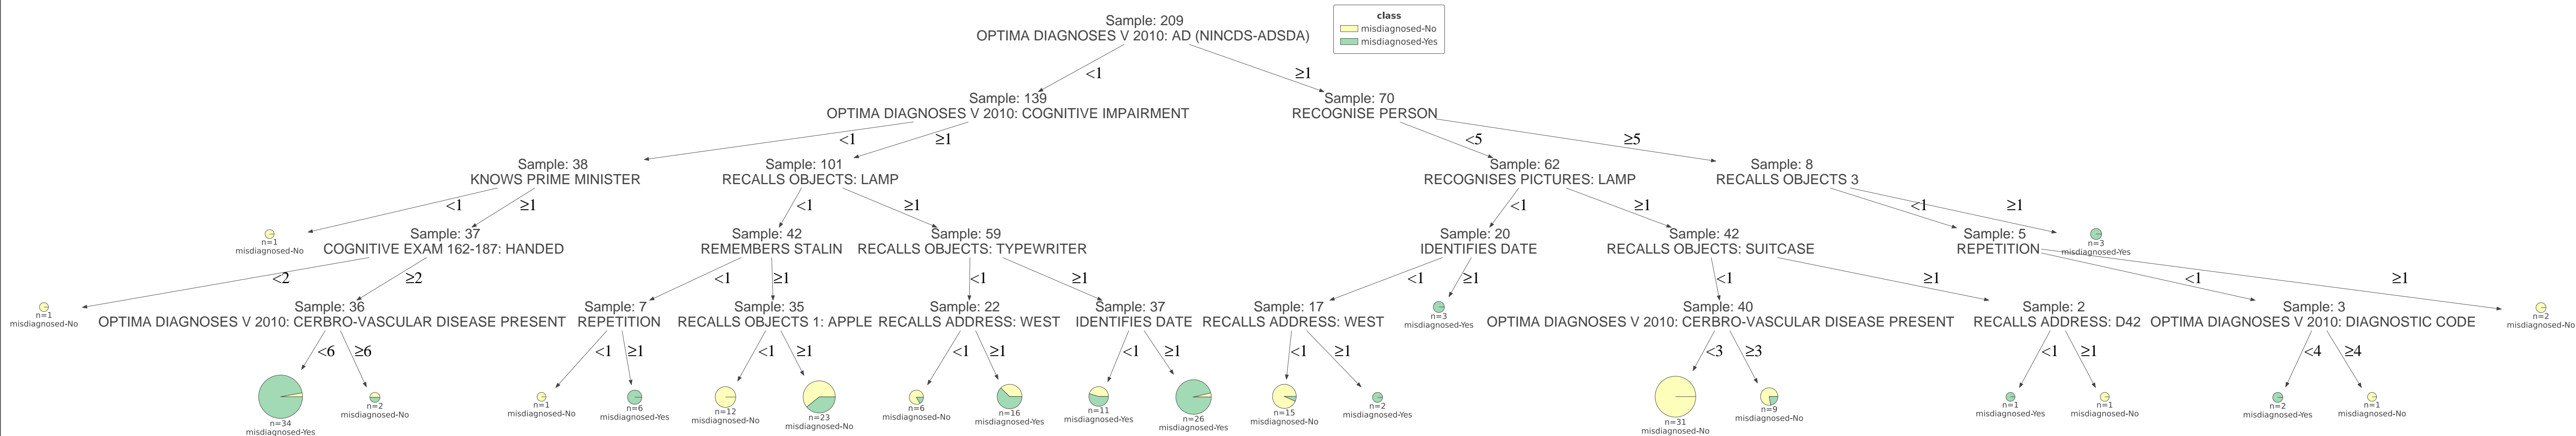 Sample: 209
OPTIMA DIAGNOSES V 2010: AD (NINCDS-ADSDA)
class
misdiagnosed-No
misdiagnosed-Yes
<1
≥1
Sample: 139
OPTIMA DIAGNOSES V 2010: COGNITIVE IMPAIRMENT
Sample: 70
RECOGNISE PERSON
<1
≥1
<5
≥5
Sample: 38
KNOWS PRIME MINISTER
Sample: 101
RECALLS OBJECTS: LAMP
Sample: 62
RECOGNISES PICTURES: LAMP
Sample: 8
RECALLS OBJECTS 3
<1
≥1
<1
≥1
<1
≥1
<1
≥1
n=1
misdiagnosed-No
Sample: 37
COGNITIVE EXAM 162-187: HANDED
Sample: 42
REMEMBERS STALIN
Sample: 59
RECALLS OBJECTS: TYPEWRITER
Sample: 20
IDENTIFIES DATE
Sample: 42
RECALLS OBJECTS: SUITCASE
Sample: 5
REPETITION
n=3
misdiagnosed-Yes
<2
≥2
<1
≥1
<1
≥1
<1
≥1
<1
≥1
<1
≥1
n=1
misdiagnosed-No
Sample: 36
OPTIMA DIAGNOSES V 2010: CERBRO-VASCULAR DISEASE PRESENT
Sample: 7
REPETITION
Sample: 35
RECALLS OBJECTS 1: APPLE
Sample: 22
RECALLS ADDRESS: WEST
Sample: 37
IDENTIFIES DATE
Sample: 17
RECALLS ADDRESS: WEST
n=3
misdiagnosed-Yes
Sample: 40
OPTIMA DIAGNOSES V 2010: CERBRO-VASCULAR DISEASE PRESENT
Sample: 2
RECALLS ADDRESS: D42
Sample: 3
OPTIMA DIAGNOSES V 2010: DIAGNOSTIC CODE
n=2
misdiagnosed-No
<6
≥6
<1
≥1
<1
≥1
<1
≥1
<1
≥1
<1
≥1
<3
≥3
<1
≥1
<4
≥4
n=34
misdiagnosed-Yes
n=2
misdiagnosed-No
n=1
misdiagnosed-No
n=6
misdiagnosed-Yes
n=12
misdiagnosed-No
n=23
misdiagnosed-No
n=6
misdiagnosed-No
n=16
misdiagnosed-Yes
n=11
misdiagnosed-Yes
n=26
misdiagnosed-Yes
n=15
misdiagnosed-No
n=2
misdiagnosed-Yes
n=31
misdiagnosed-No
n=9
misdiagnosed-No
n=1
misdiagnosed-Yes
n=1
misdiagnosed-No
n=2
misdiagnosed-Yes
n=1
misdiagnosed-No